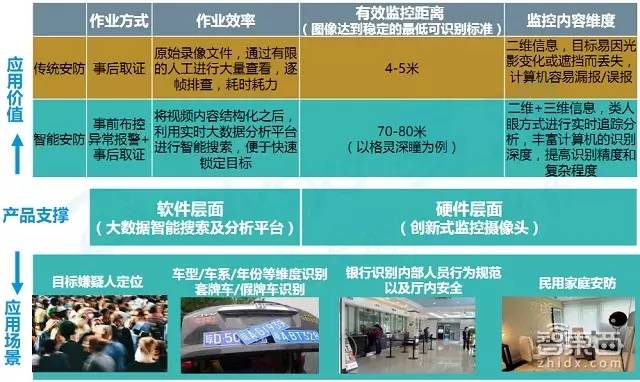 作业方式
作业效率
有效监控距离
(图像达到稳定的最低可识别标准)
监控内容维度
应用价值
传统安防
事后取证
原始录像文件，通过有限
的人工进行大量查看，逐
帧排查，耗时耗力
4-5米
二维信息，目标易因光
影变化或遮挡而丢失，
计算机容易漏报/误报
智能安防
事前布控
异常报警+
事后取证
将视频内容结构化之后，
利用实时大数据分析平台
进行智能搜索，便于快速
锁定目标
70-80米
(以格灵深瞳为例)
二维+三维信息，类人
眼方式进行实时追踪分
析，丰富计算机的识别
深度，提高识别精度和
复杂程度
产品支撑
软件层面
(大数据智能搜索及分析平台)
硬件层面
(创新式监控摄像头)
应用场景
目标嫌疑人定位
车型/车系/年份等维度识别
套牌车/假牌车识别
银行识别内部人员行为规范
以及厅内安全
民用家庭安防
智东西
zhidx.com